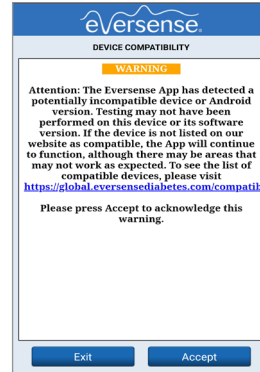 eversense.
DEVICE COMPATIBILITY
WARNING
Attention: The Eversense App has detected a
potentially incompatible device or Android
version. Testing may not have been
performed on this device or its software
version. If the device is not listed on our
website as compatible, the App will continue
to function, although there may be areas that
may not work as expected. To see the list of
compatible devices, please visit
https://global.eversensediabetes.com/compatib
Please press Accept to acknowledge this
warning.
Exit
Accept